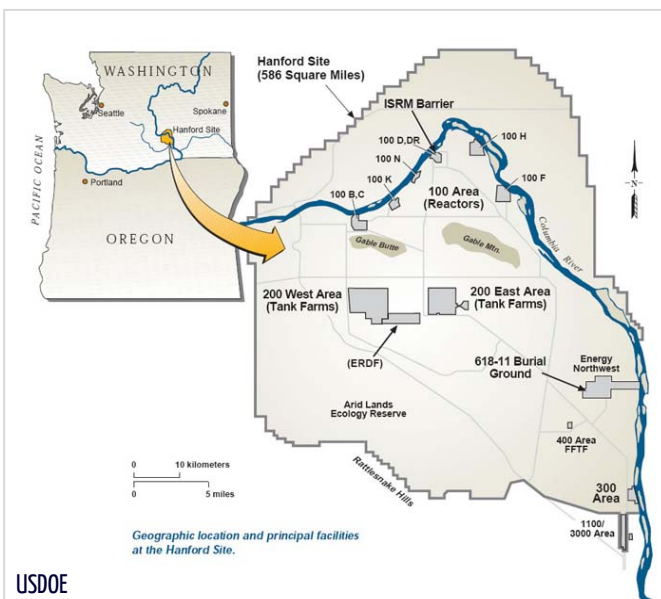 WASHINGTON
Seattle
Spokane
Hanford Site
PACIFIC OCEAN
Portland
OREGON
Hanford Site
(586 Square Miles)
ISRM Barrier
100 D,DR
100 H
100 N
100 K
100 F
100 B,C
100 Area
(Reactors)
N
Columbia River
Gable Butte
Gable Mtn.
200 West Area
(Tank Farms)
200 East Area
(Tank Farms)
(ERDF)
618-11 Burial
Ground
Energy
Northwest
Arid Lands
Ecology Reserve
400 Area
FFTF
0 10 kilometers
0 5 miles
Rattlesnake Hills
300
Area
1100/
3000 Area
Geographic location and principal facilities
at the Hanford Site.
USDOE